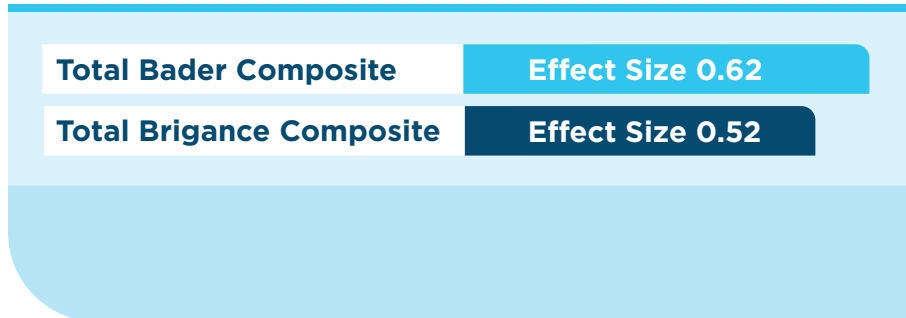 Total Bader Composite Effect Size 0.62
Total Brigance Composite Effect Size 0.52